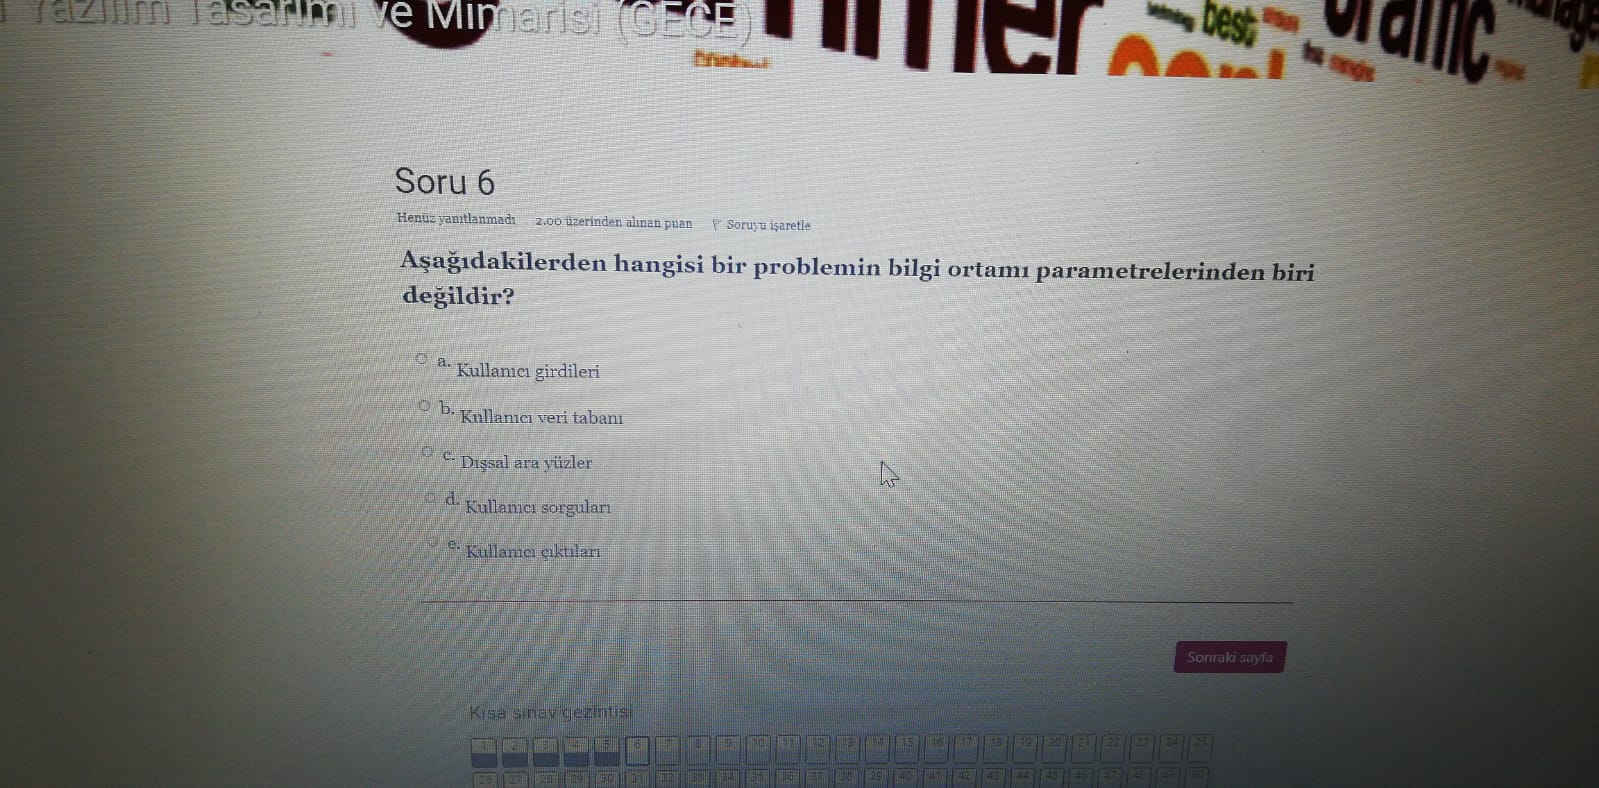 Yazılım Tasarımı ve Mimarisi (GECE)
best
Soru 6
Henüz yanıtlanmadı 2,00 üzerinden alınan puan Soruyu işaretle
Aşağıdakilerden hangisi bir problemin bilgi ortamı parametrelerinden biri
değildir?
a. Kullanıcı girdileri
b. Kullanıcı veri tabanı
c. Dışsal ara yüzler
d. Kullanıcı sorguları
e. Kullanıcı çıktıları
Sonraki sayfa
Kısa sınav gezintisi
1 2 3 4 5 6 7 8 9 10 11 12 13 14 15 16 17 18 19 20 21 22 23 24 25
26 27 28 29 30 31 32 33 34 35 36 37 38 39 40 41 42 43 44 45 46 47 48 49 50